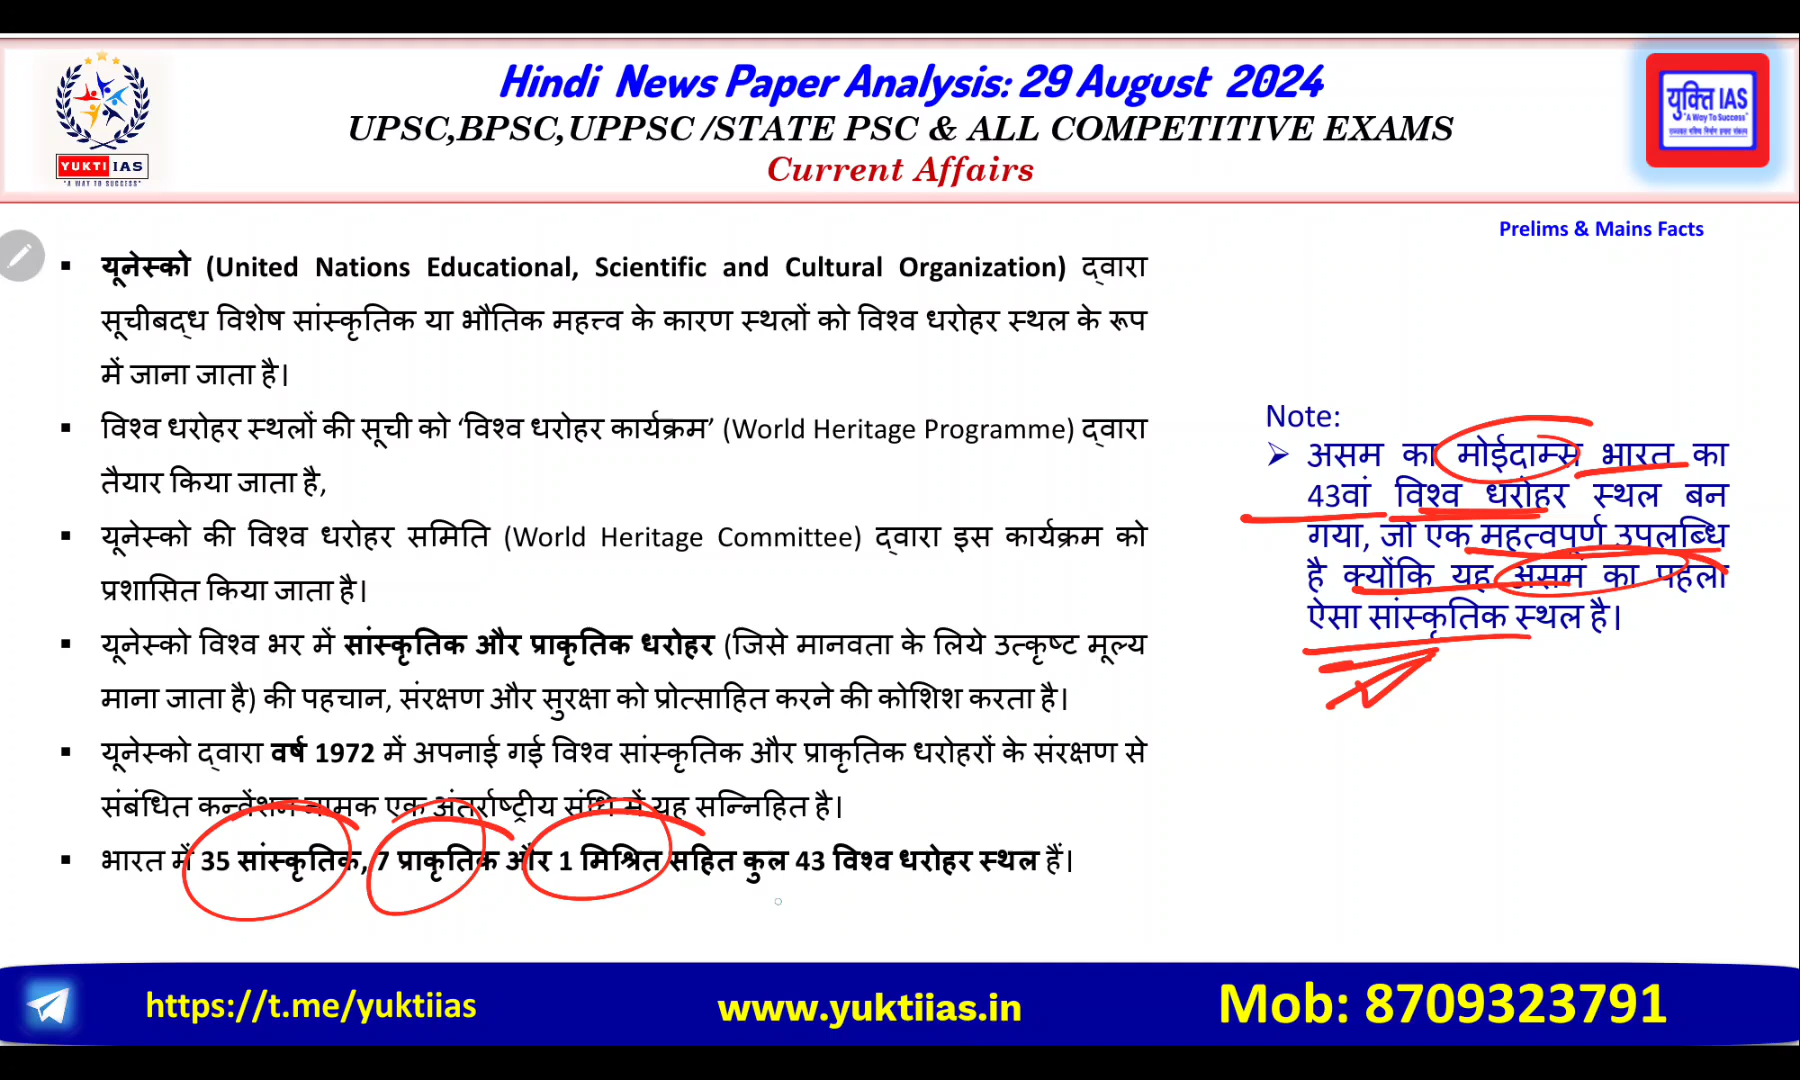 Hindi News Paper Analysis: 29 August 2024
UPSC,BPSC,UPPSC /STATE PSC & ALL COMPETITIVE EXAMS
Current Affairs
YUKTI IAS
"A WAY TO SUCCESS"
युक्ति IAS
"A Way To Success"
Prelims & Mains Facts
▪ यूनेस्को (United Nations Educational, Scientific and Cultural Organization) द्वारा
सूचीबद्ध विशेष सांस्कृतिक या भौतिक महत्त्व के कारण स्थलों को विश्व धरोहर स्थल के रूप
में जाना जाता है।
▪ विश्व धरोहर स्थलों की सूची को ‘विश्व धरोहर कार्यक्रम’ (World Heritage Programme) द्वारा
तैयार किया जाता है,
▪ यूनेस्को की विश्व धरोहर समिति (World Heritage Committee) द्वारा इस कार्यक्रम को
प्रशासित किया जाता है।
▪ यूनेस्को विश्व भर में सांस्कृतिक और प्राकृतिक धरोहर (जिसे मानवता के लिये उत्कृष्ट मूल्य
माना जाता है) की पहचान, संरक्षण और सुरक्षा को प्रोत्साहित करने की कोशिश करता है।
▪ यूनेस्को द्वारा वर्ष 1972 में अपनाई गई विश्व सांस्कृतिक और प्राकृतिक धरोहरों के संरक्षण से
संबंधित कन्वेंशन नामक एक अंतर्राष्ट्रीय संधि में यह सन्निहित है।
▪ भारत में 35 सांस्कृतिक, 7 प्राकृतिक और 1 मिश्रित सहित कुल 43 विश्व धरोहर स्थल हैं।
Note:
➢ असम का मोईदाम्स भारत का
43वां विश्व धरोहर स्थल बन
गया, जो एक महत्वपूर्ण उपलब्धि
है क्योंकि यह असम का पहला
ऐसा सांस्कृतिक स्थल है।
https://t.me/yuktiias
www.yuktiias.in
Mob: 8709323791